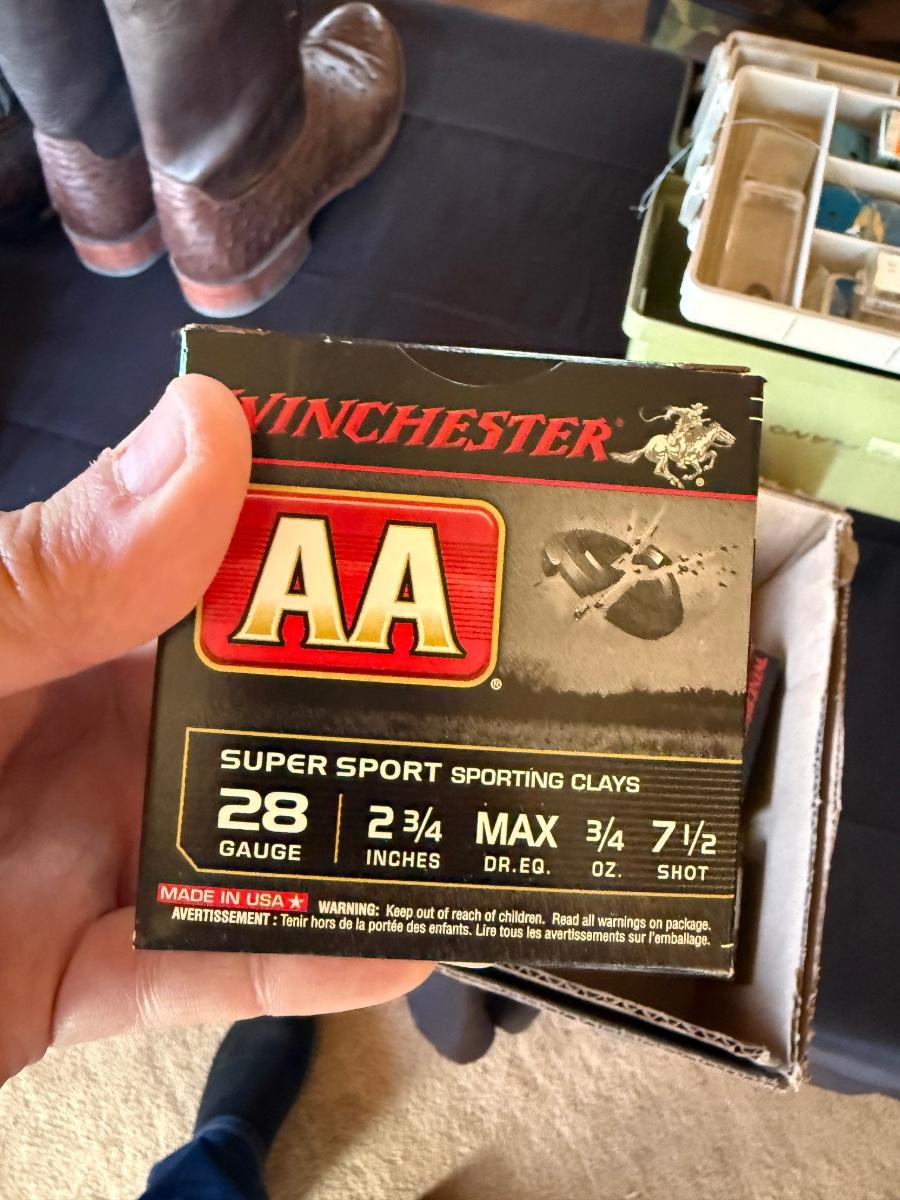 WINCHESTER®
AA®
SUPER SPORT SPORTING CLAYS
28 | 2 3/4 MAX 3/4 7 1/2
GAUGE INCHES DR.EQ. OZ. SHOT
MADE IN USA★ WARNING: Keep out of reach of children. Read all warnings on package.
AVERTISSEMENT : Tenir hors de la portée des enfants. Lire tous les avertissements sur l'emballage.